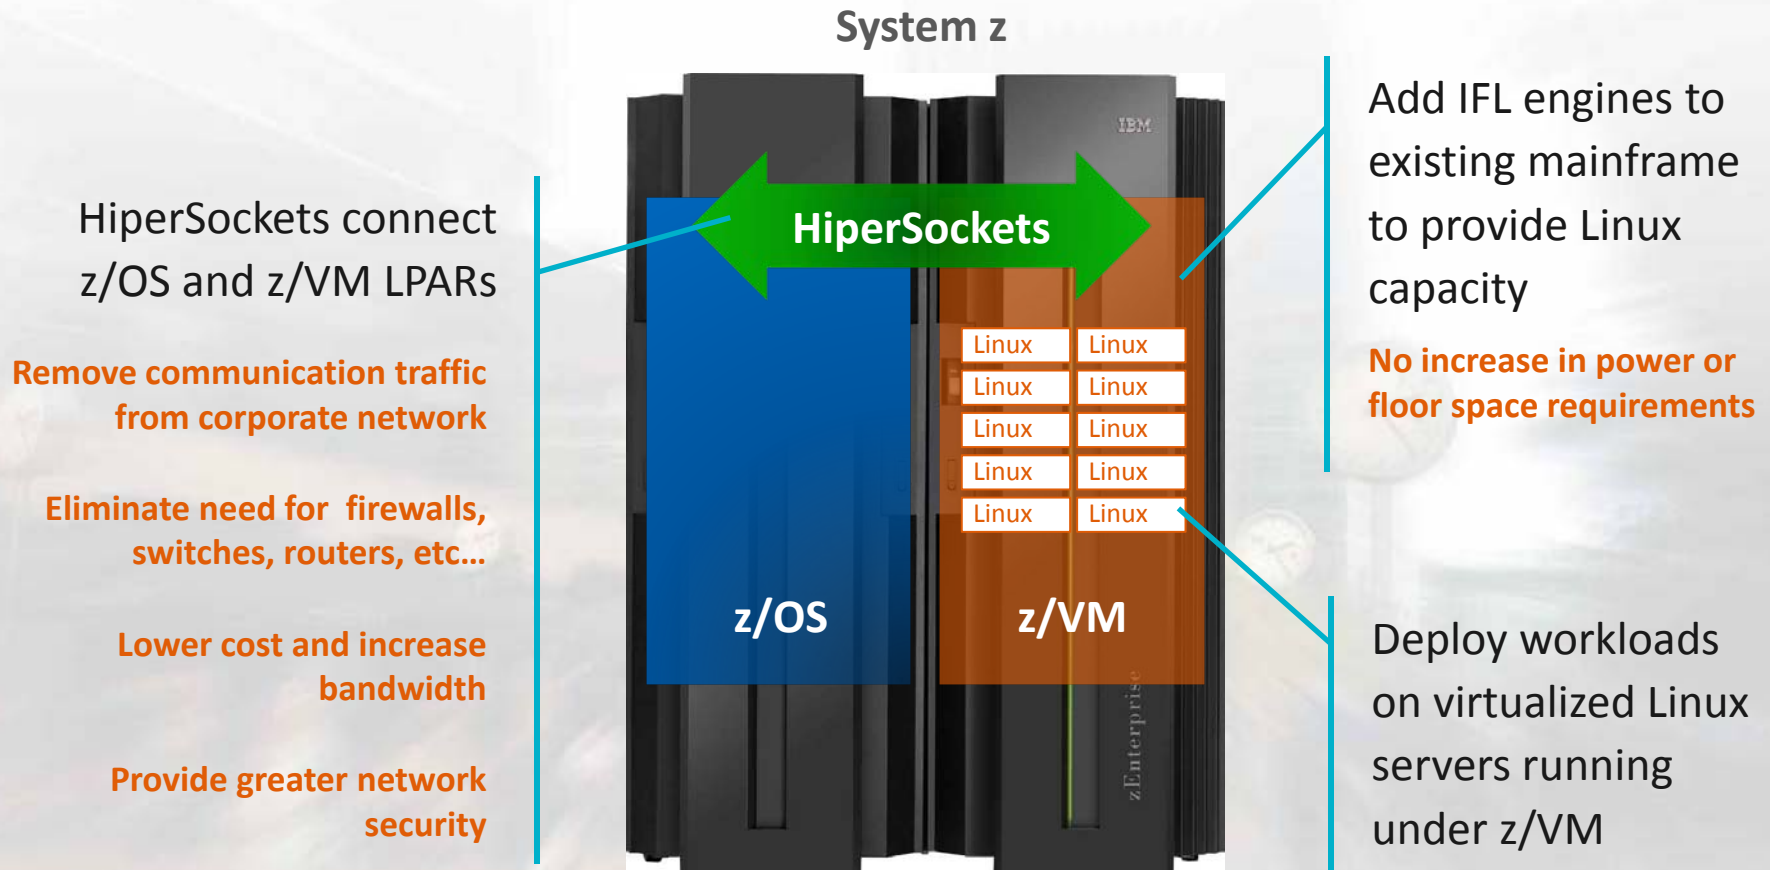 System z
HiperSockets connect
z/OS and z/VM LPARs
Remove communication traffic
from corporate network
Eliminate need for  firewalls,
switches, routers, etc…
Lower cost and increase
bandwidth
Provide greater network
security
IBM
HiperSockets
Linux Linux
Linux Linux
Linux Linux
Linux Linux
Linux Linux
z/OS
z/VM
zEnterprise
Add IFL engines to
existing mainframe
to provide Linux
capacity
No increase in power or
floor space requirements
Deploy workloads
on virtualized Linux
servers running
under z/VM